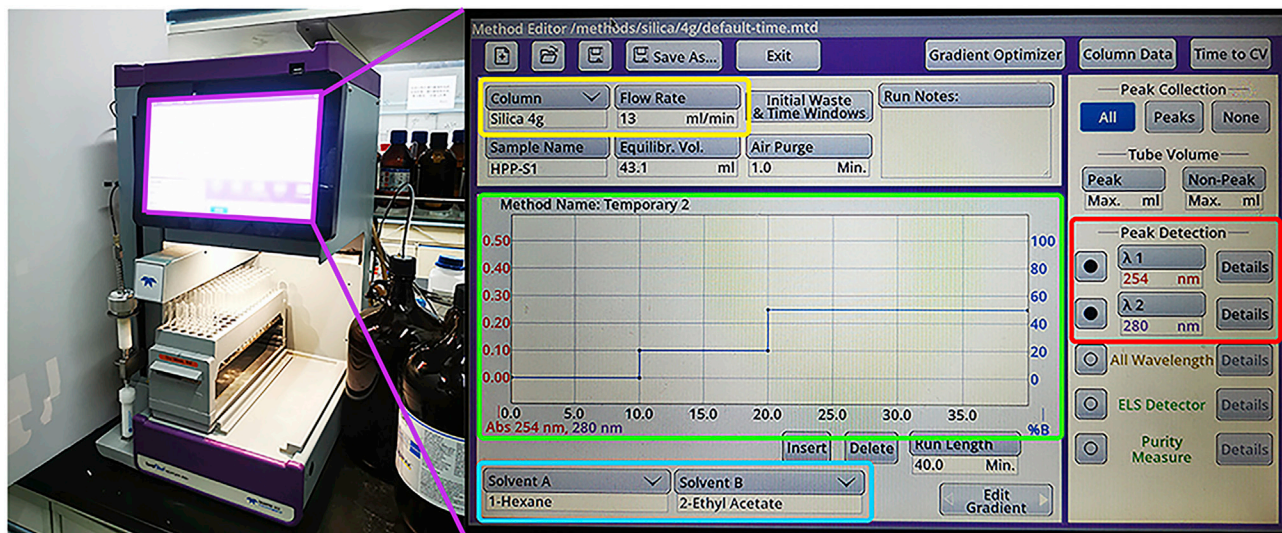 Method Editor /methods/silica/4g/default-time.mtd
Save As...
Exit
Gradient Optimizer
Column Data
Time to CV
Column
Flow Rate
Silica 4g
13 ml/min
Initial Waste
& Time Windows
Run Notes:
Sample Name
Equilibr. Vol.
Air Purge
HPP-S1
43.1 ml
1.0 Min.
Peak Collection
All
Peaks
None
Tube Volume
Peak
Non-Peak
Max. ml
Max. ml
Method Name: Temporary 2
0.50
0.40
0.30
0.20
0.10
0.00
100
80
60
40
20
0
0.0 5.0 10.0 15.0 20.0 25.0 30.0 35.0
Abs 254 nm, 280 nm
%B
Peak Detection
λ 1
254 nm
Details
λ 2
280 nm
Details
All Wavelength
Details
ELS Detector
Details
Purity
Measure
Details
Insert
Delete
Run Length
40.0 Min.
Solvent A
Solvent B
1-Hexane
2-Ethyl Acetate
Edit
Gradient